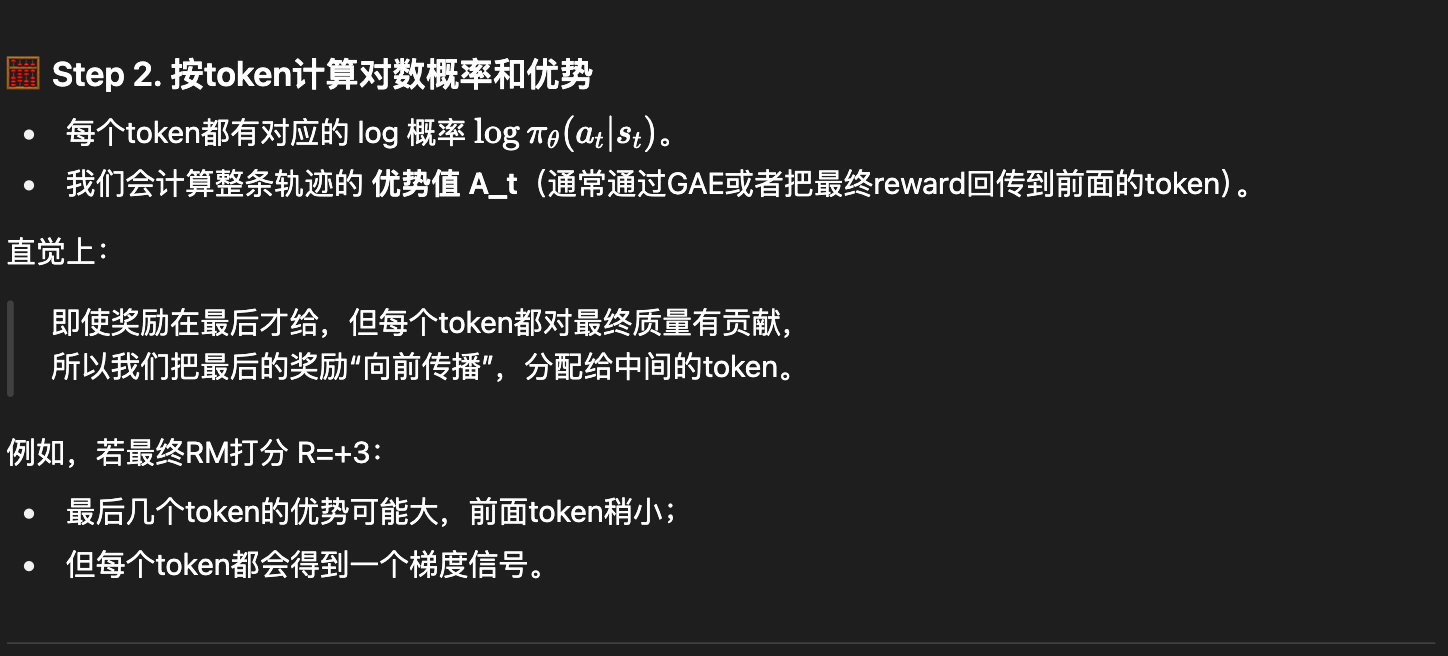 🧮 Step 2. 按token计算对数概率和优势
• 每个token都有对应的 log 概率 log π_θ(a_t|s_t)。
• 我们会计算整条轨迹的 优势值 A_t（通常通过GAE或者把最终reward回传到前面的token）。
直觉上：
即使奖励在最后才给，但每个token都对最终质量有贡献，
所以我们把最后的奖励“向前传播”，分配给中间的token。
例如，若最终RM打分 R=+3：
• 最后几个token的优势可能大，前面token稍小；
• 但每个token都会得到一个梯度信号。